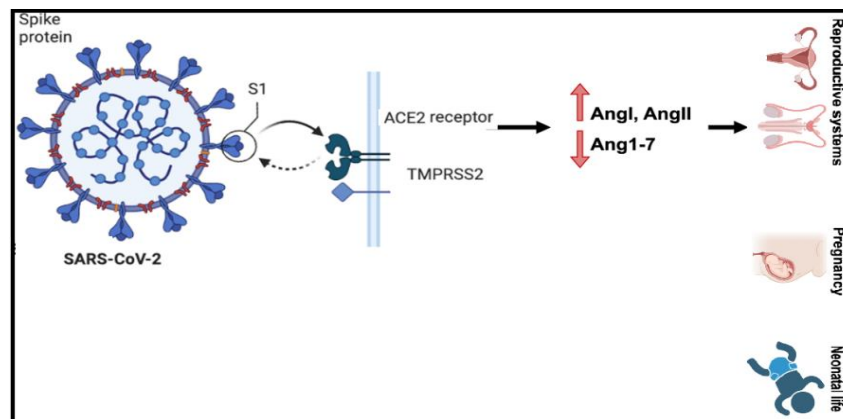 Spike
protein
S1
ACE2 receptor
TMPRSS2
SARS-CoV-2
AngI, AngII
Ang1-7
Reproductive systems
Pregnancy
Neonatal life